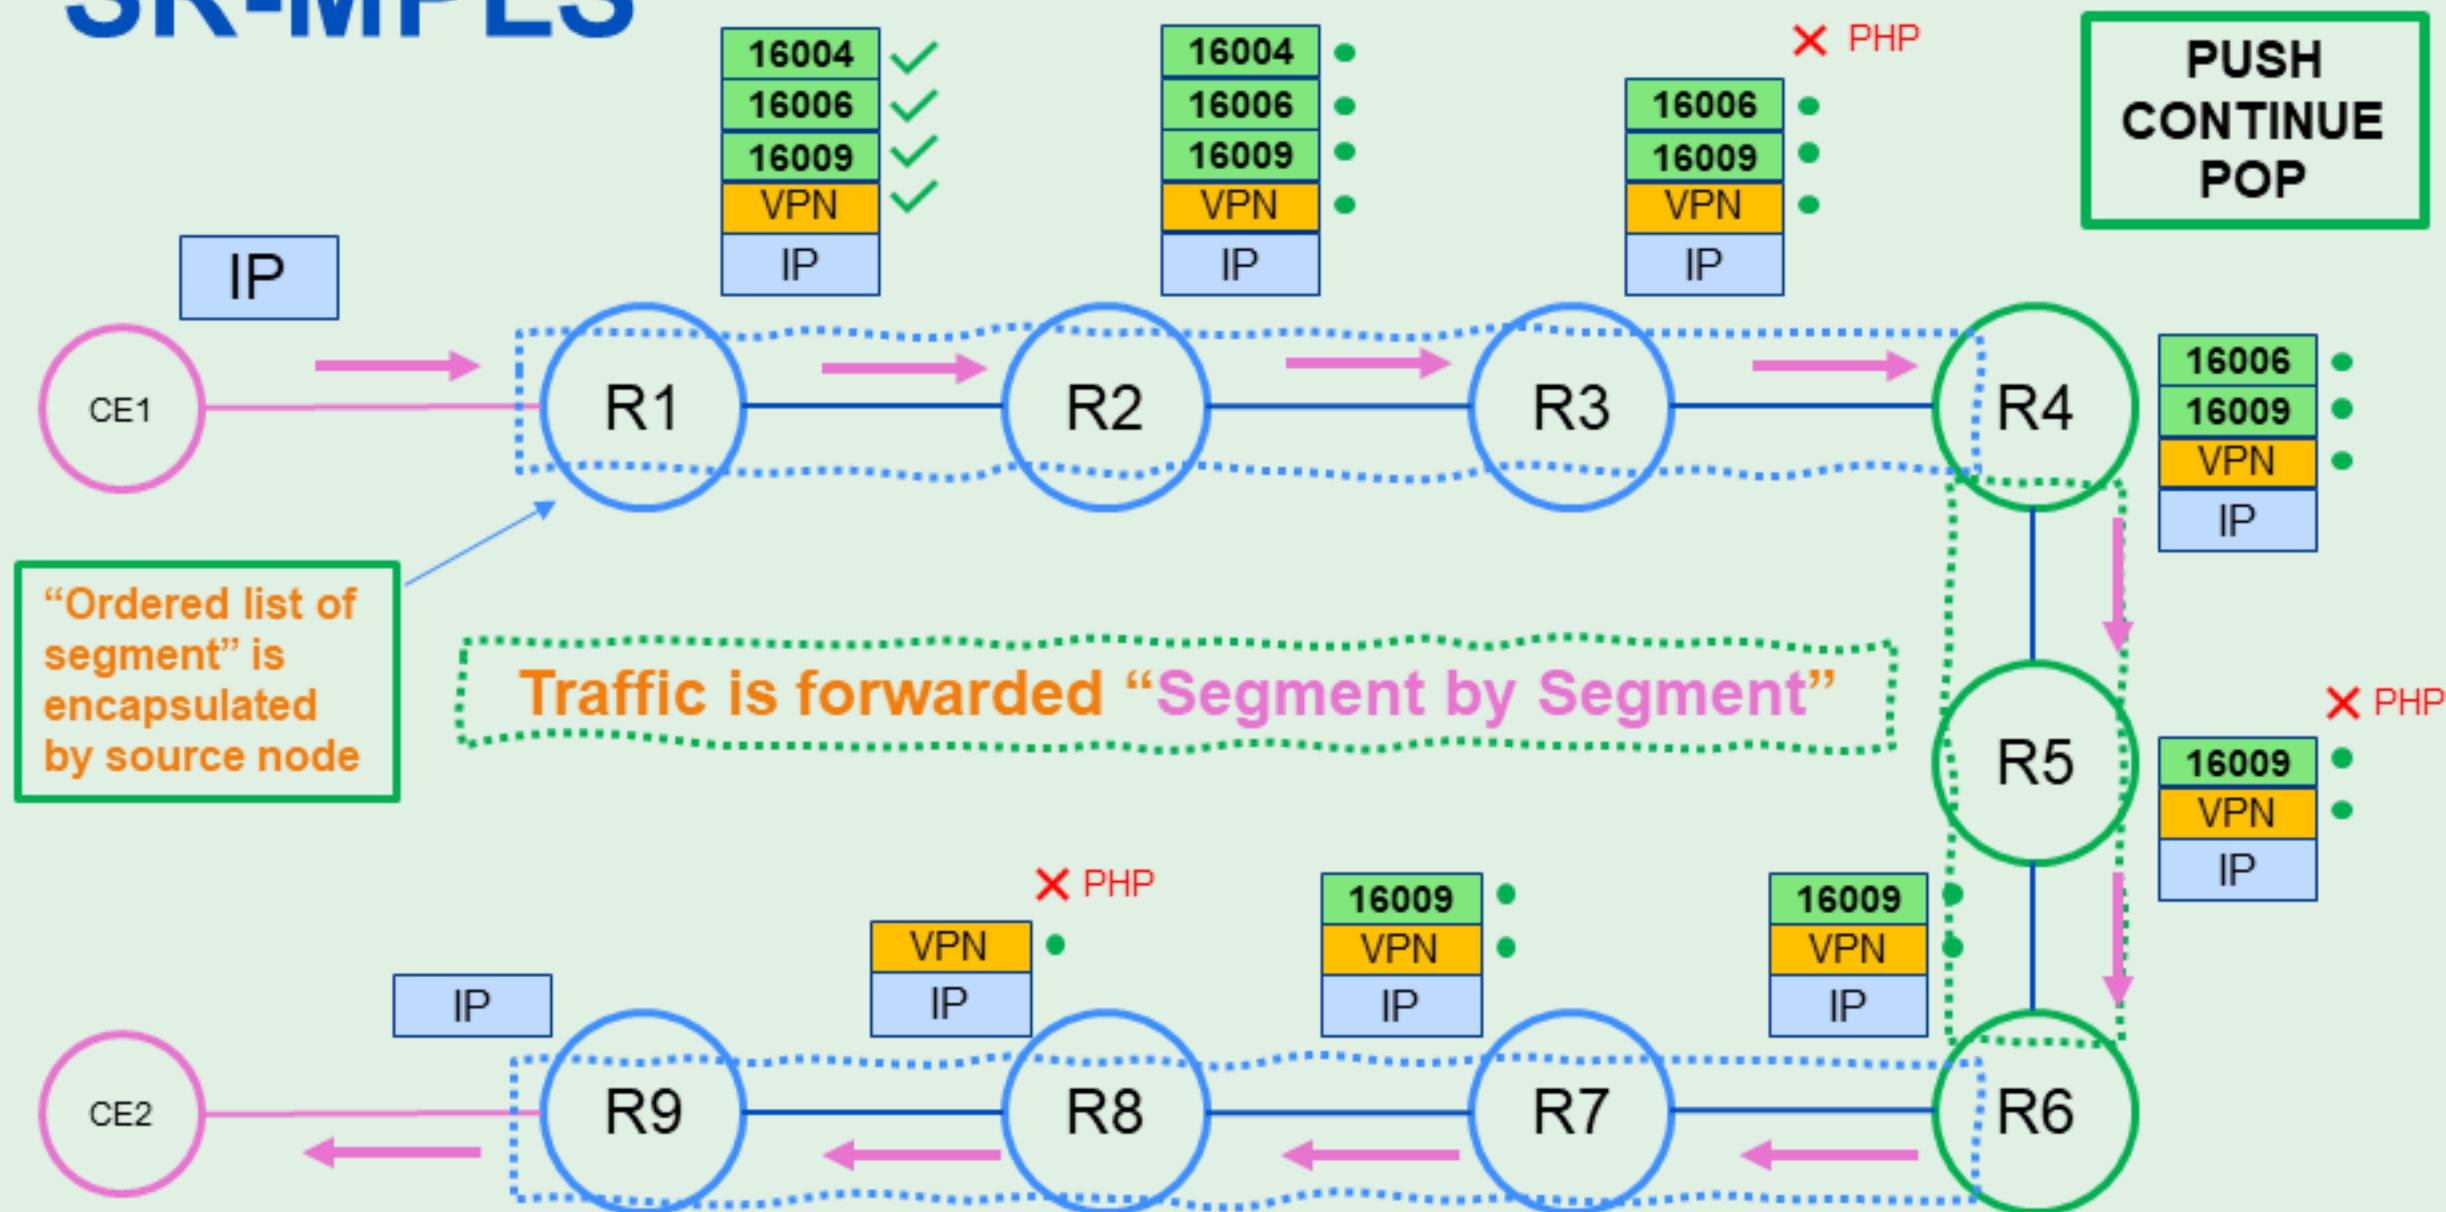 SR-MPLS
16004
16006
16009
VPN
IP
16004
16006
16009
VPN
IP
PHP
16006
16009
VPN
IP
PUSH
CONTINUE
POP
IP
CE1
R1
R2
R3
R4
16006
16009
VPN
IP
“Ordered list of
segment” is
encapsulated
by source node
Traffic is forwarded “Segment by Segment”
R5
PHP
16009
VPN
IP
IP
PHP
VPN
IP
16009
VPN
IP
16009
VPN
IP
CE2
R9
R8
R7
R6